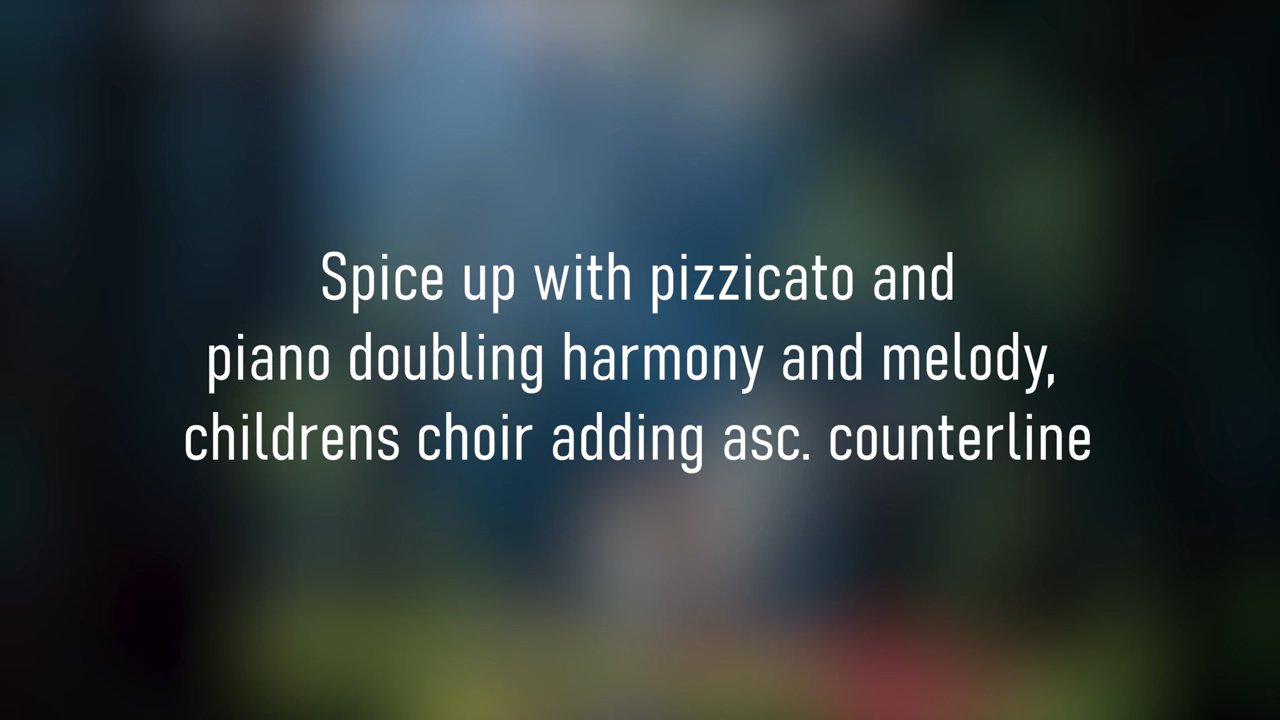 Spice up with pizzicato and
piano doubling harmony and melody,
childrens choir adding asc. counterline